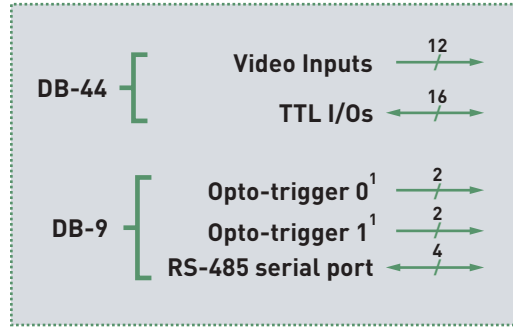 12
Video Inputs
DB-44
16
TTL I/Os
2
Opto-trigger 0¹
2
DB-9
Opto-trigger 1¹
4
RS-485 serial port